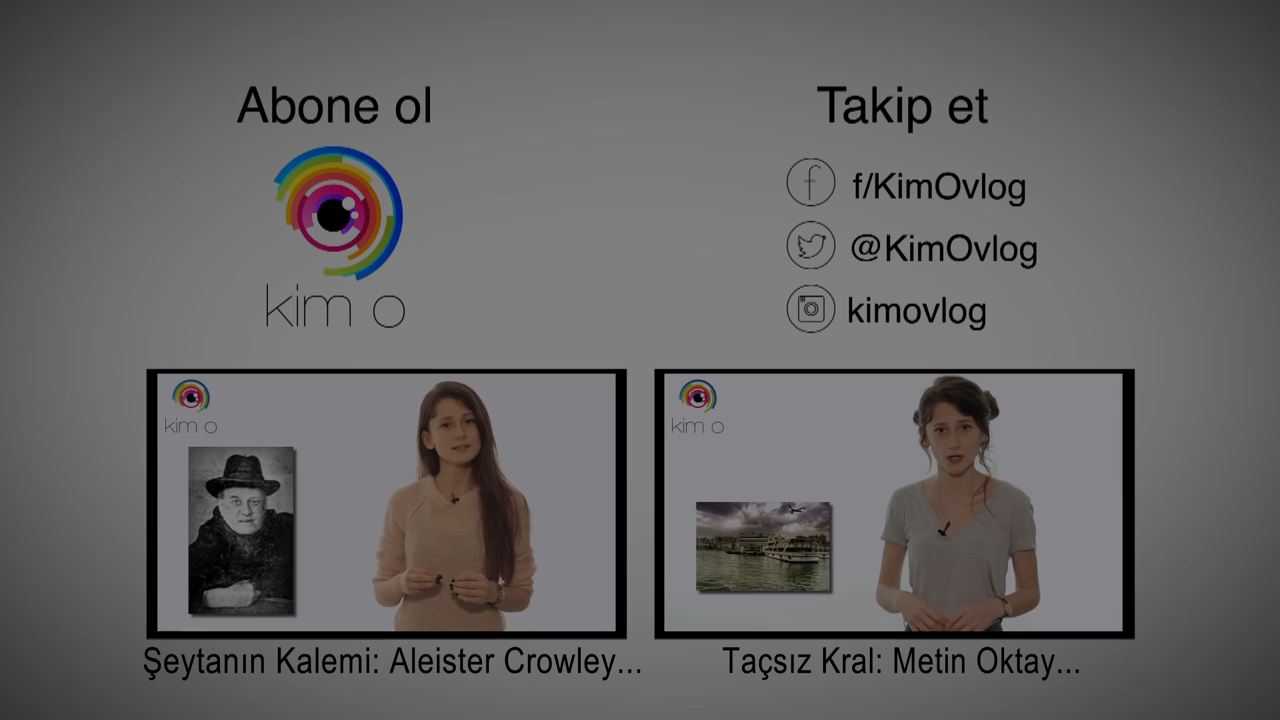 Abone ol
kim o
Takip et
f/KimOvlog
@KimOvlog
kimovlog
kim o
Şeytanın Kalemi: Aleister Crowley...
kim o
Taçsız Kral: Metin Oktay...